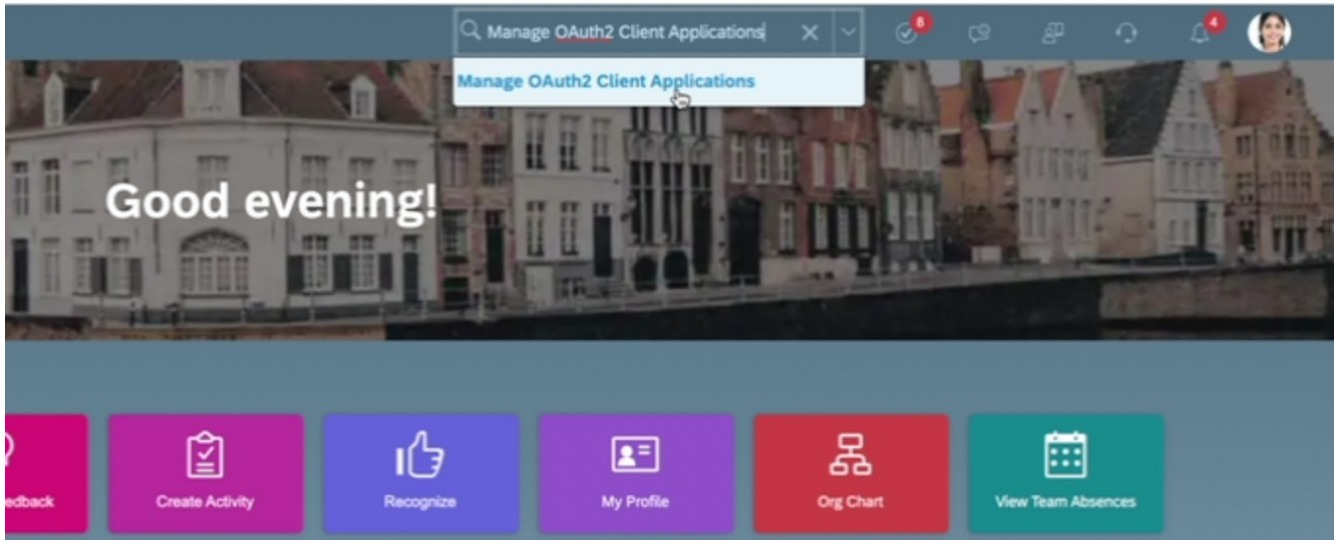 Manage OAuth2 Client Applications
8
4
Manage OAuth2 Client Applications
Good evening!
edback
Create Activity
Recognize
My Profile
Org Chart
View Team Absences